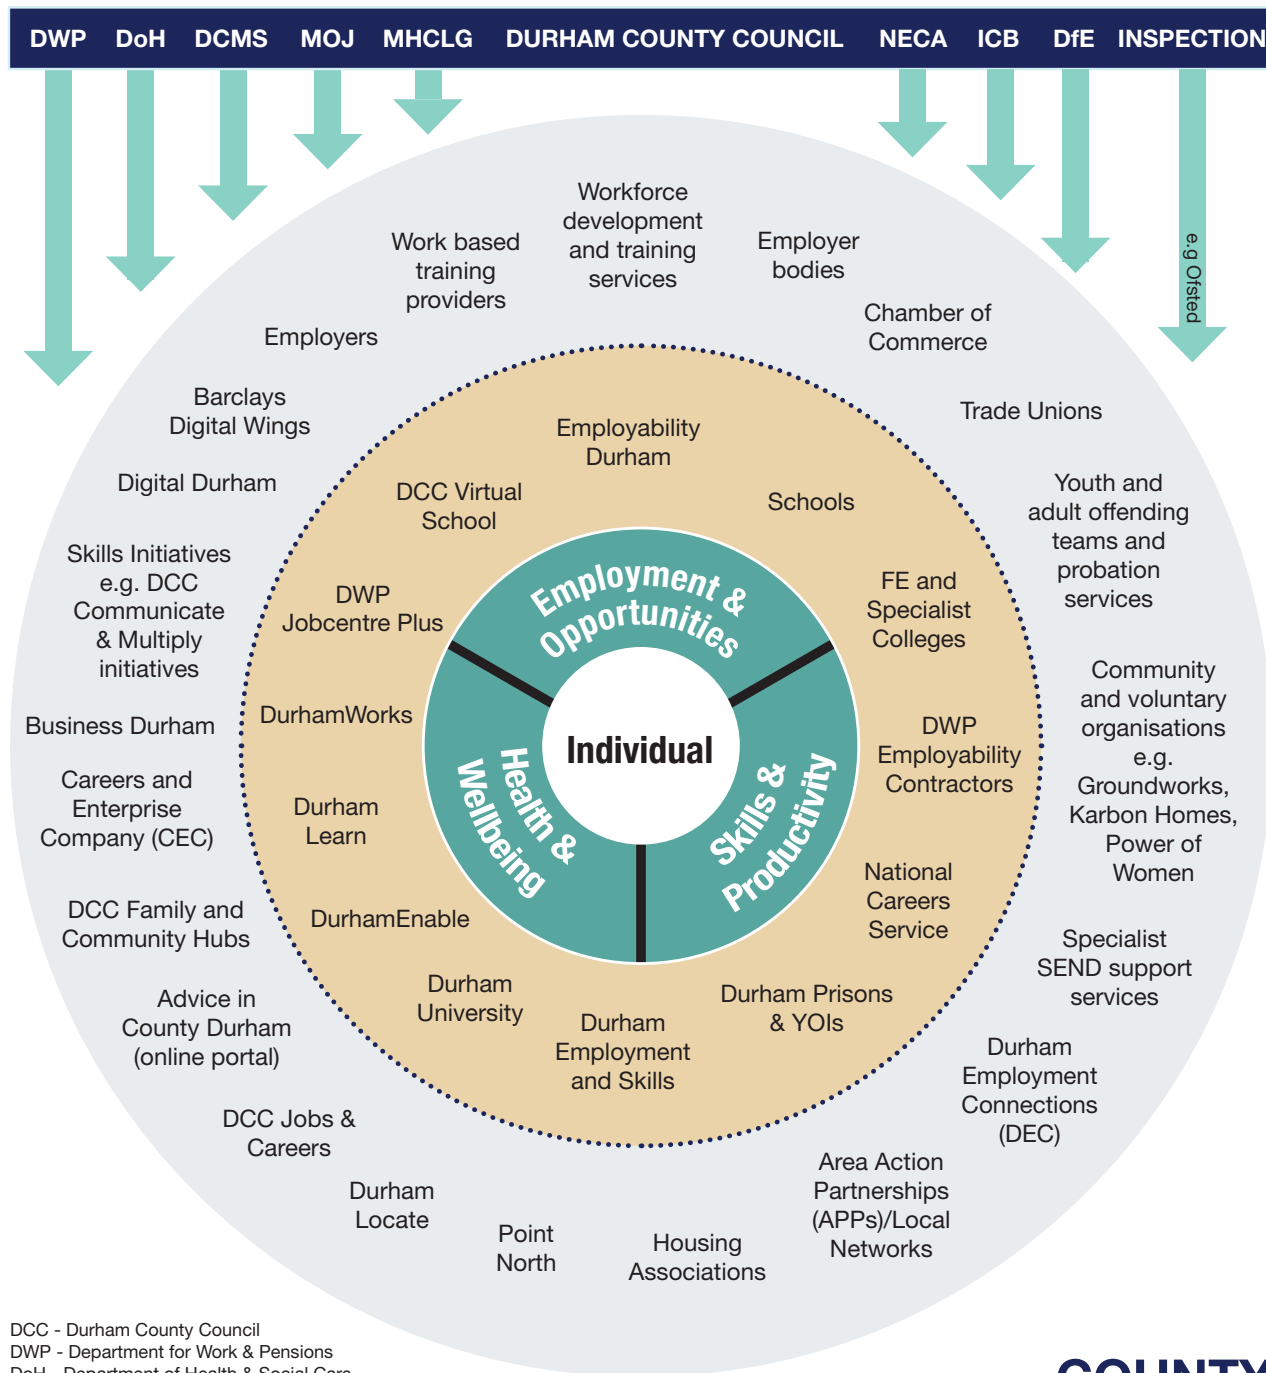 DWP DoH DCMS MOJ MHCLG DURHAM COUNTY COUNCIL NECA ICB DfE INSPECTION
e.g Ofsted
Workforce
development
and training
services
Work based
training
providers
Employer
bodies
Chamber of
Commerce
Employers
Barclays
Digital Wings
Trade Unions
Digital Durham
Youth and
adult offending
teams and
probation
services
Skills Initiatives
e.g. DCC
Communicate
& Multiply
initiatives
Community
and voluntary
organisations
e.g.
Groundworks,
Karbon Homes,
Power of
Women
Business Durham
Careers and
Enterprise
Company (CEC)
DCC Family and
Community Hubs
Specialist
SEND support
services
Advice in
County Durham
(online portal)
Durham
Employment
Connections
(DEC)
DCC Jobs &
Careers
Area Action
Partnerships
(APPs)/Local
Networks
Durham
Locate
Point
North
Housing
Associations
Employability
Durham
DCC Virtual
School
Schools
DWP
Jobcentre Plus
FE and
Specialist
Colleges
DurhamWorks
DWP
Employability
Contractors
Durham
Learn
National
Careers
Service
DurhamEnable
Durham
University
Durham Prisons
& YOIs
Durham
Employment
and Skills
Employment &
Opportunities
Health &
Wellbeing
Skills &
Productivity
Individual
DCC - Durham County Council
DWP - Department for Work & Pensions
DoH - Department of Health & Social Care
COUNTY